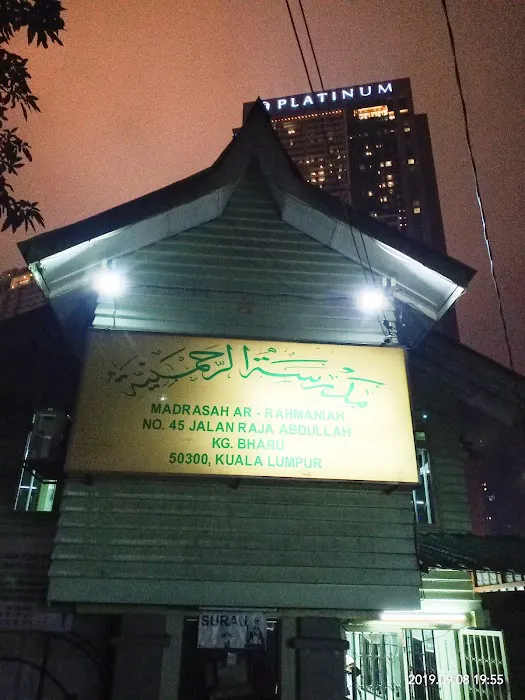 PLATINUM
مدرسة الرحمنية
MADRASAH AR - RAHMANIAH
NO. 45 JALAN RAJA ABDULLAH
KG. BHARU
50300, KUALA LUMPUR
SURAU
2019.09.08 19:55